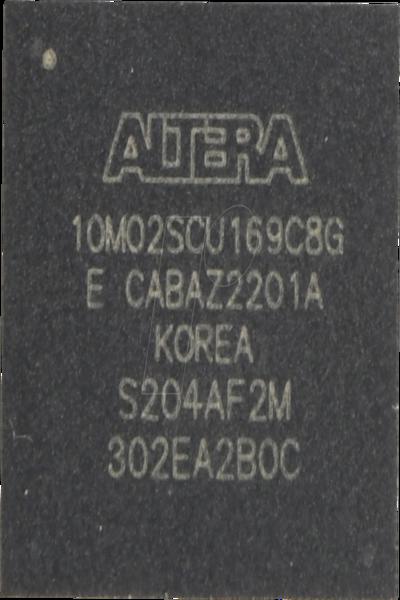 ALTERA
10M02SCU169C8G
E CABAZ2201A
KOREA
S204AF2M
302EA2B0C